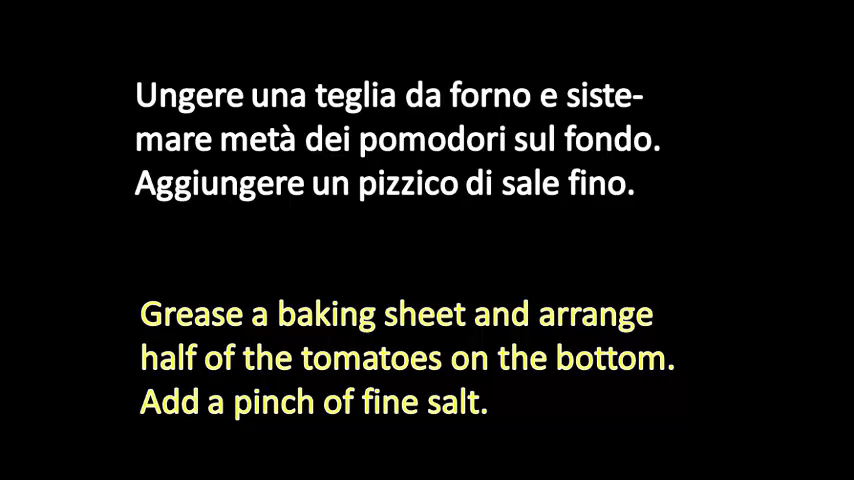 Ungere una teglia da forno e siste-
mare metà dei pomodori sul fondo.
Aggiungere un pizzico di sale fino.
Grease a baking sheet and arrange
half of the tomatoes on the bottom.
Add a pinch of fine salt.